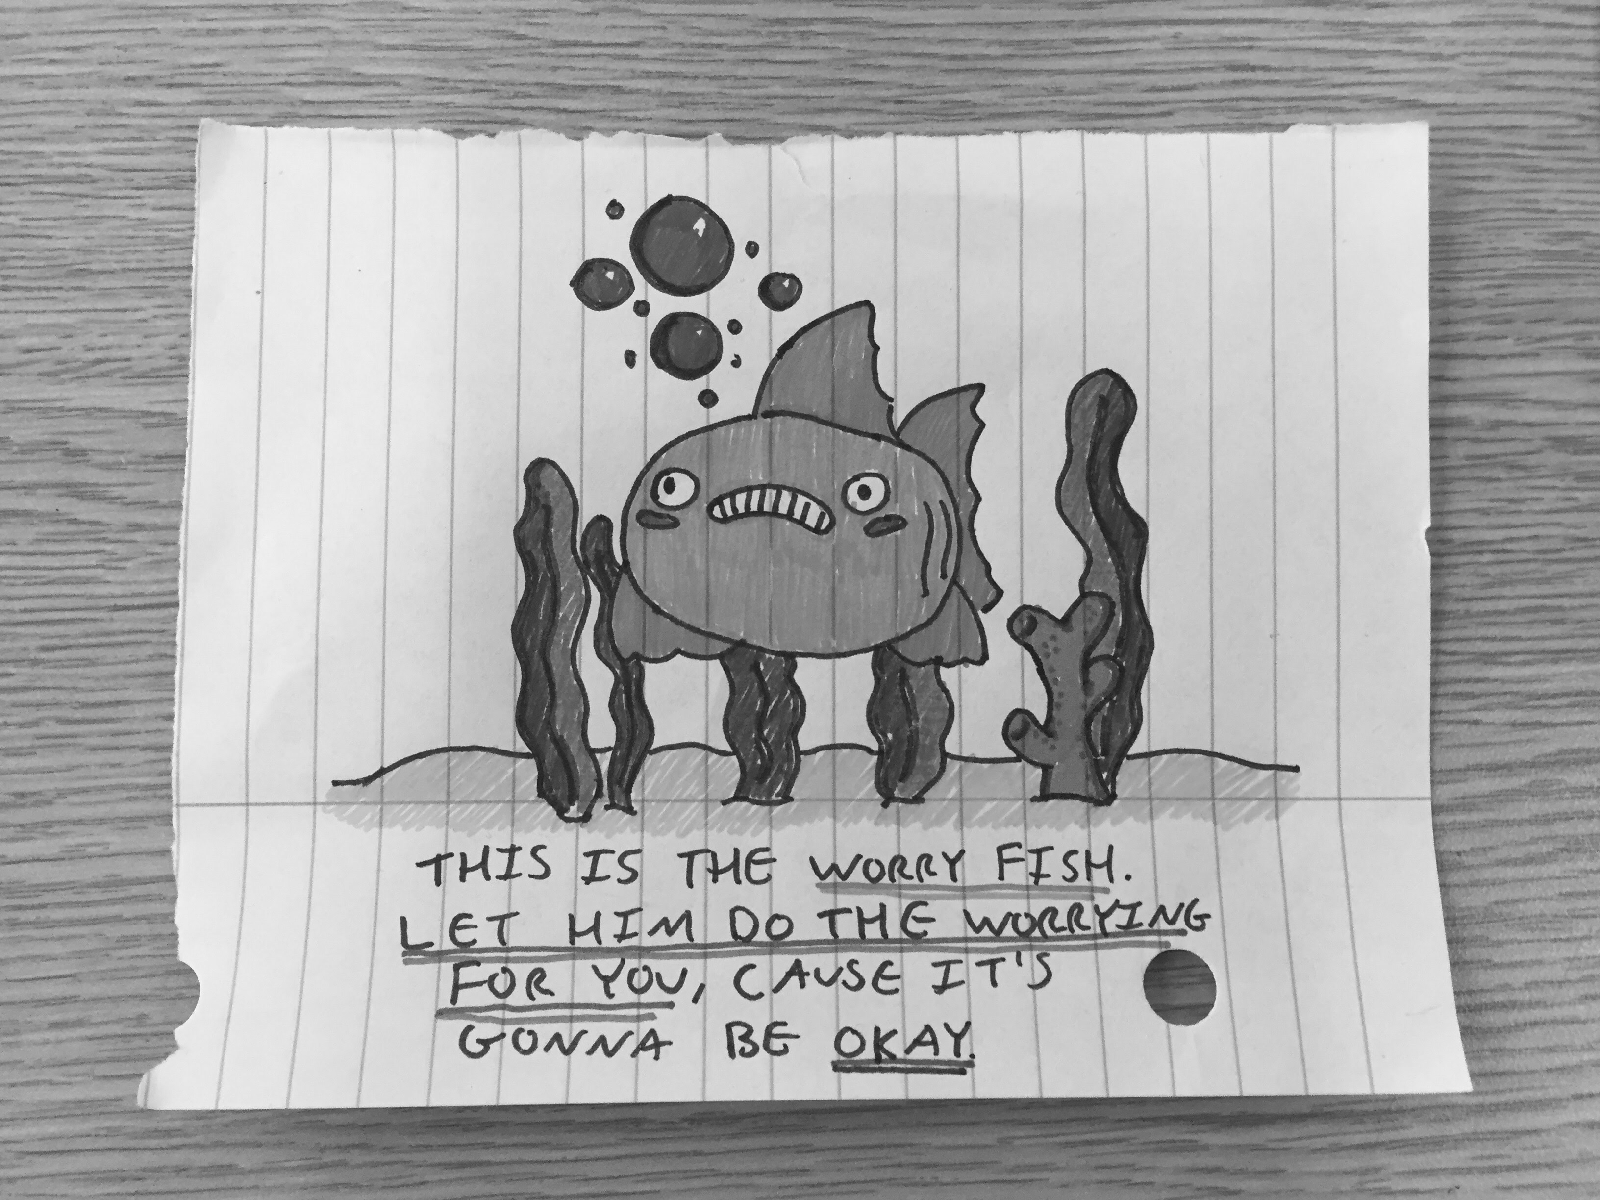 THIS IS THE WORRY FISH.
LET HIM DO THE WORRYING
FOR YOU, CAUSE IT'S
GONNA BE OKAY.